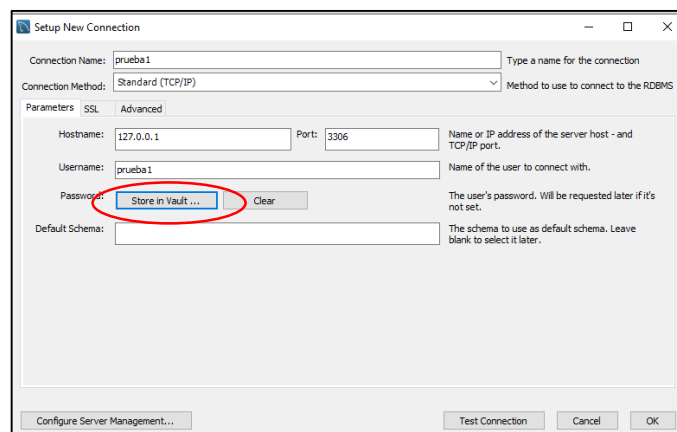 Setup New Connection
Connection Name: prueba1 Type a name for the connection
Connection Method: Standard (TCP/IP) Method to use to connect to the RDBMS
Parameters SSL Advanced
Hostname: 127.0.0.1 Port: 3306 Name or IP address of the server host - and
TCP/IP port.
Username: prueba1 Name of the user to connect with.
Password: Store in Vault ... Clear The user's password. Will be requested later if it's
not set.
Default Schema: The schema to use as default schema. Leave
blank to select it later.
Configure Server Management... Test Connection Cancel OK